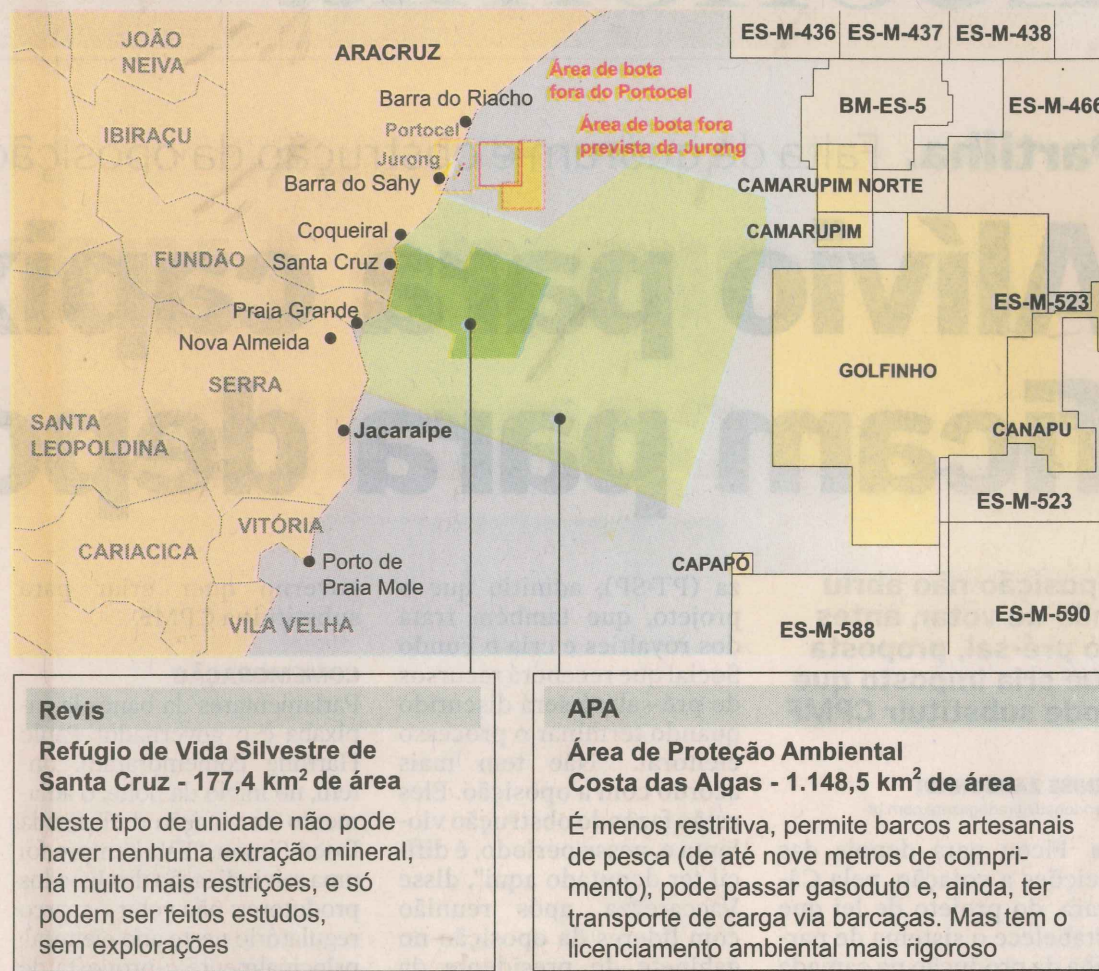 JOÃO
NEIVA
ARACRUZ
ES-M-436
ES-M-437
ES-M-438
Área de bota
fora do Portocel
Barra do Riacho
BM-ES-5
ES-M-466
IBIRAÇU
Portocel
Área de bota fora
prevista da Jurong
Jurong
Barra do Sahy
CAMARUPIM NORTE
Coqueiral
CAMARUPIM
FUNDÃO
Santa Cruz
Praia Grande
ES-M-523
Nova Almeida
GOLFINHO
SERRA
SANTA
LEOPOLDINA
Jacaraípe
CANAPU
ES-M-523
VITÓRIA
CARIACICA
Porto de
Praia Mole
CAPAPÓ
VILA VELHA
ES-M-588
ES-M-590
Revis
Refúgio de Vida Silvestre de
Santa Cruz - 177,4 km² de área
Neste tipo de unidade não pode
haver nenhuma extração mineral,
há muito mais restrições, e só
podem ser feitos estudos,
sem explorações
APA
Área de Proteção Ambiental
Costa das Algas - 1.148,5 km² de área
É menos restritiva, permite barcos artesanais
de pesca (de até nove metros de compri-
mento), pode passar gasoduto e, ainda, ter
transporte de carga via barcaças. Mas tem o
licenciamento ambiental mais rigoroso